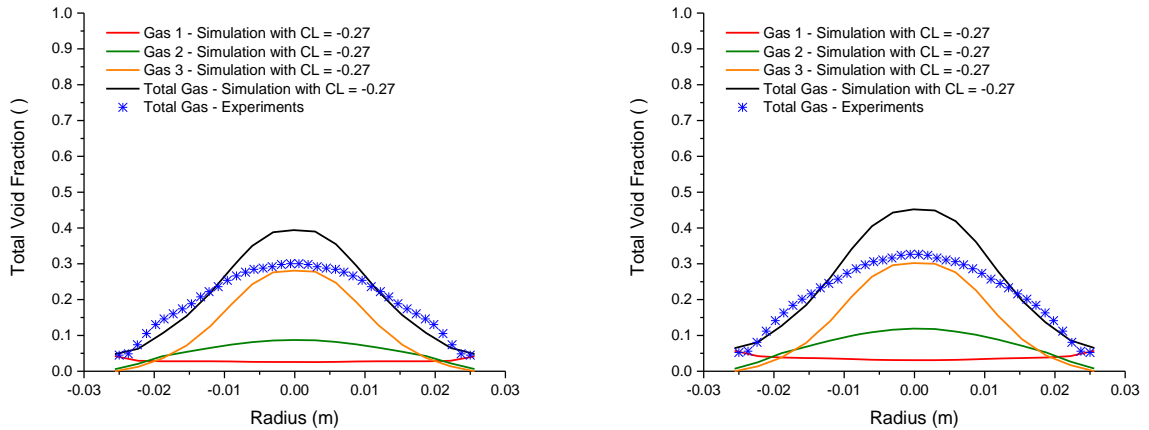 1.0
0.9
0.8
0.7
0.6
0.5
0.4
0.3
0.2
0.1
0.0
Total Void Fraction ( )
Gas 1 - Simulation with CL = -0.27
Gas 2 - Simulation with CL = -0.27
Gas 3 - Simulation with CL = -0.27
Total Gas - Simulation with CL = -0.27
Total Gas - Experiments
-0.03 -0.02 -0.01 0.00 0.01 0.02 0.03
Radius (m)
1.0
0.9
0.8
0.7
0.6
0.5
0.4
0.3
0.2
0.1
0.0
Total Void Fraction ( )
Gas 1 - Simulation with CL = -0.27
Gas 2 - Simulation with CL = -0.27
Gas 3 - Simulation with CL = -0.27
Total Gas - Simulation with CL = -0.27
Total Gas - Experiments
-0.03 -0.02 -0.01 0.00 0.01 0.02 0.03
Radius (m)